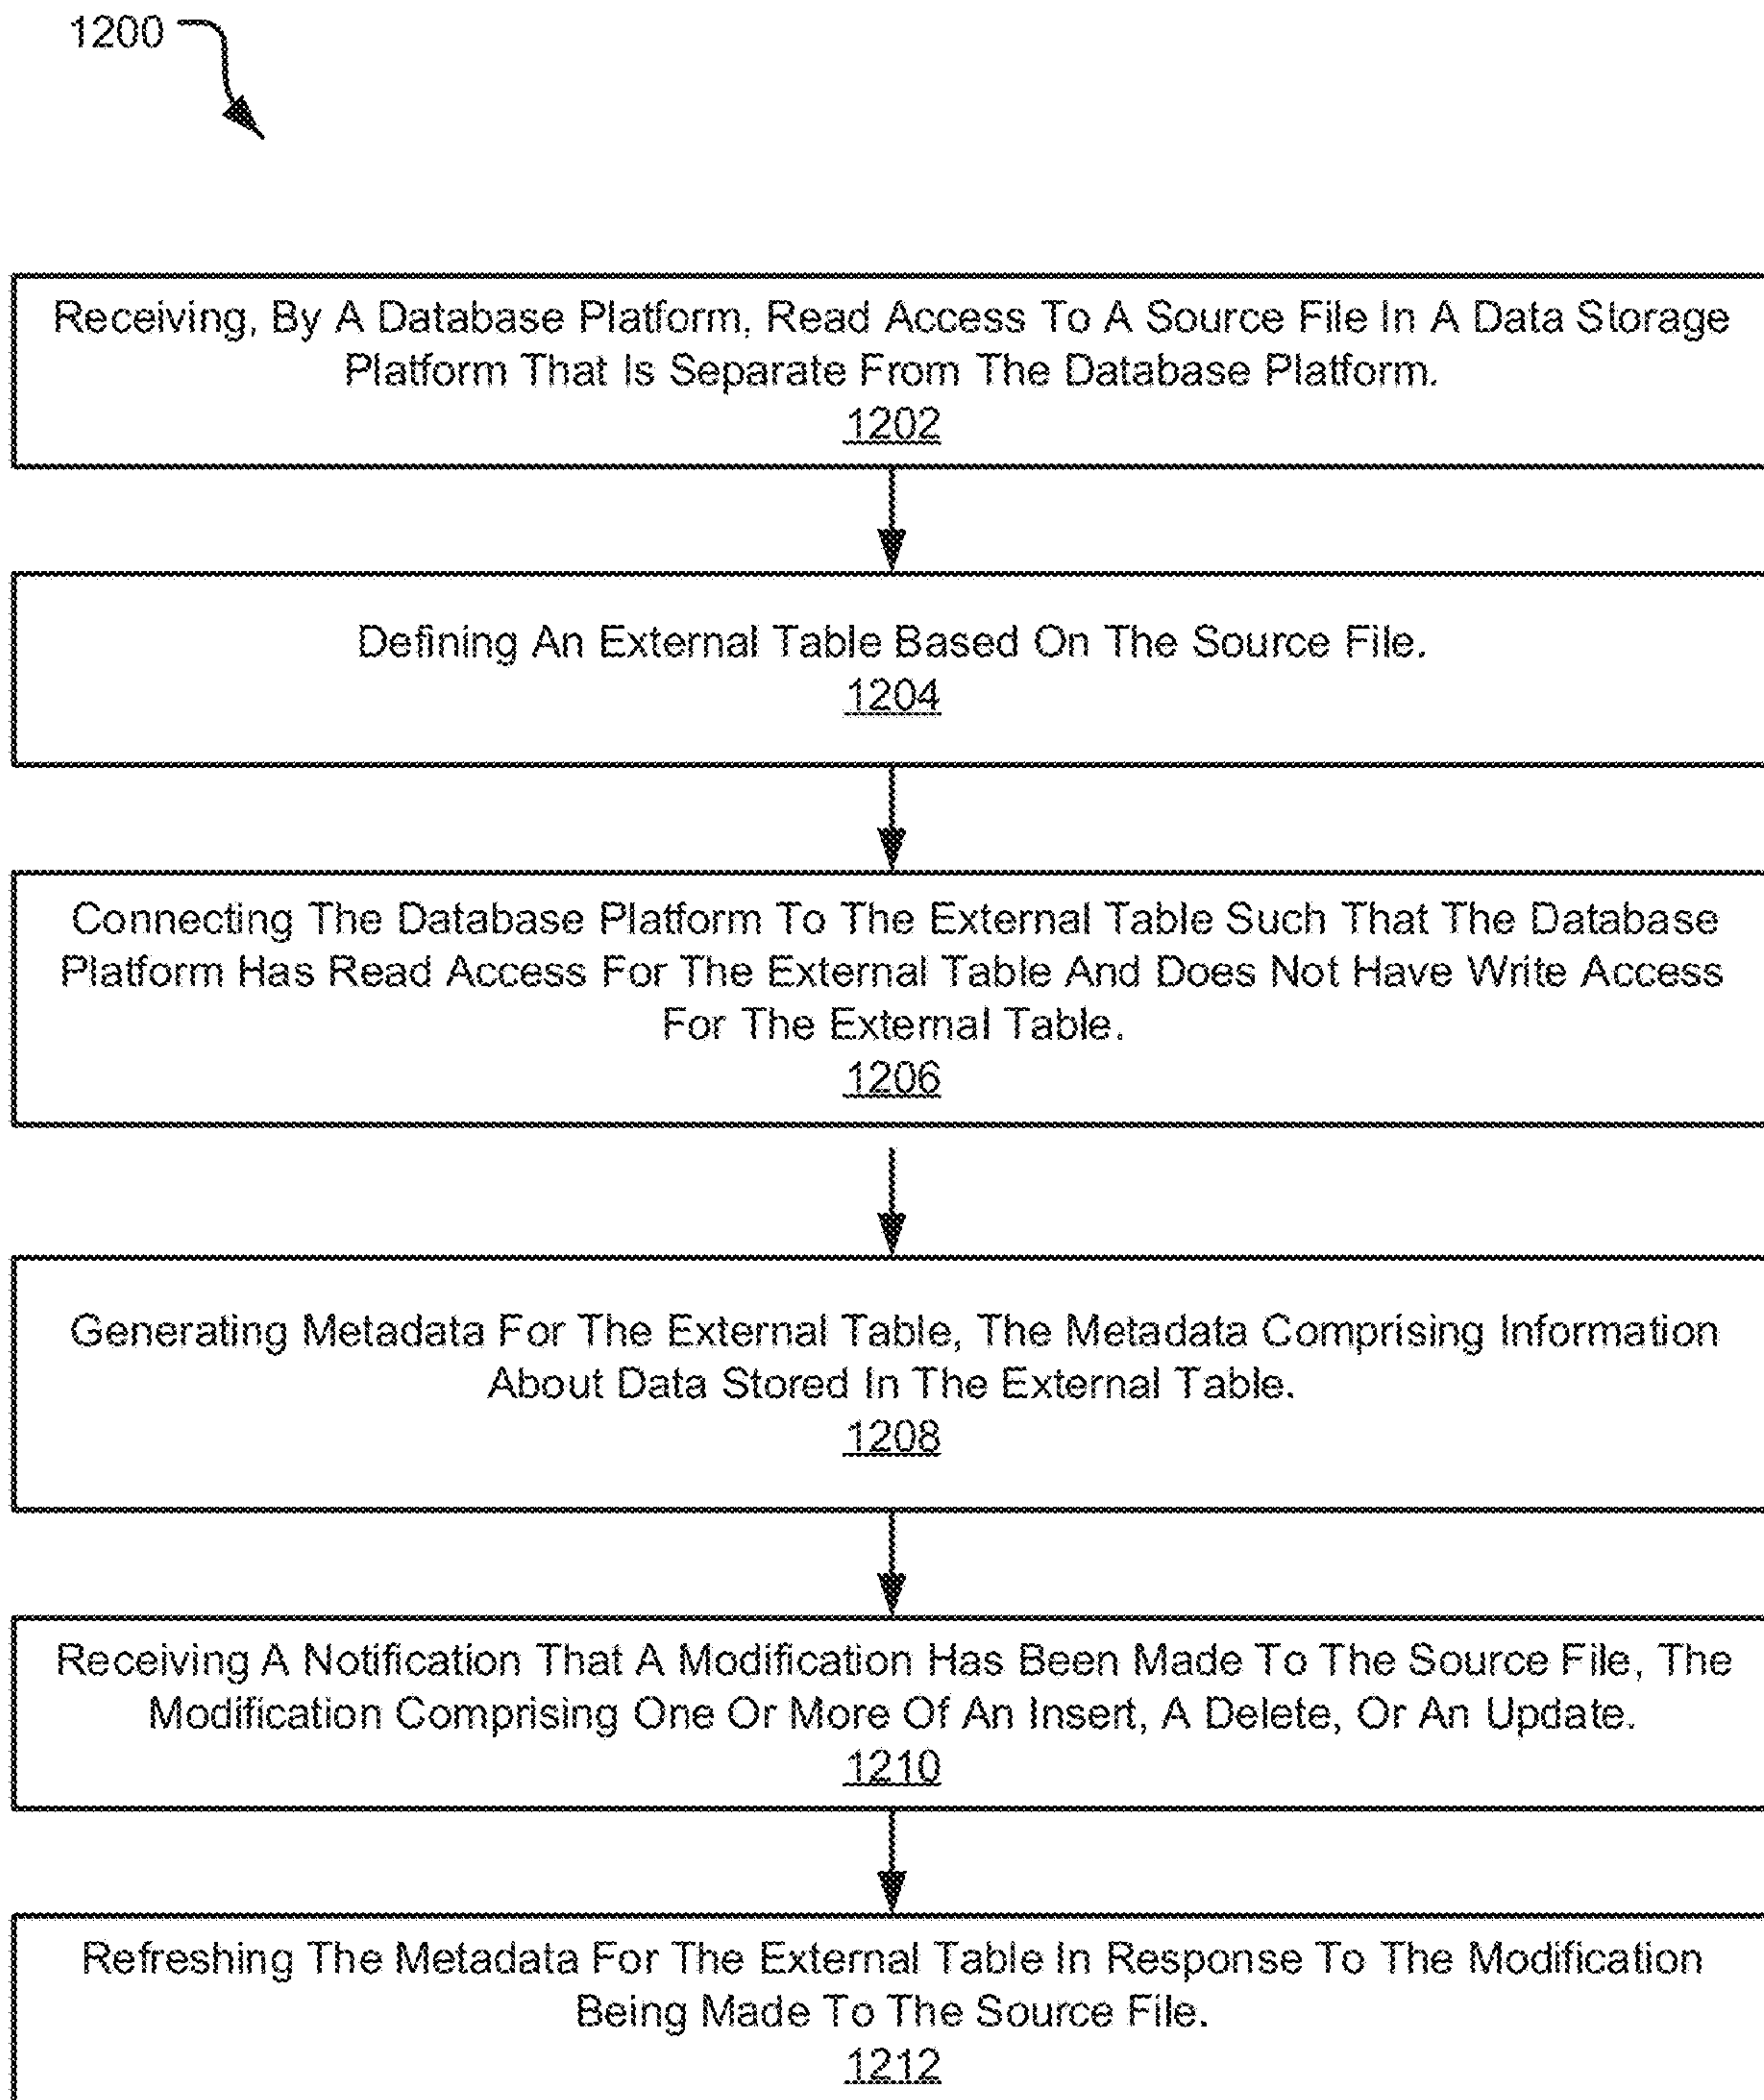 1200
Receiving, By A Database Platform, Read Access To A Source File In A Data Storage
Platform That Is Separate From The Database Platform.
1202
Defining An External Table Based On The Source File.
1204
Connecting The Database Platform To The External Table Such That The Database
Platform Has Read Access For The External Table And Does Not Have Write Access
For The External Table.
1206
Generating Metadata For The External Table, The Metadata Comprising Information
About Data Stored In The External Table.
1208
Receiving A Notification That A Modification Has Been Made To The Source File, The
Modification Comprising One Or More Of An Insert, A Delete, Or An Update.
1210
Refreshing The Metadata For The External Table In Response To The Modification
Being Made To The Source File.
1212